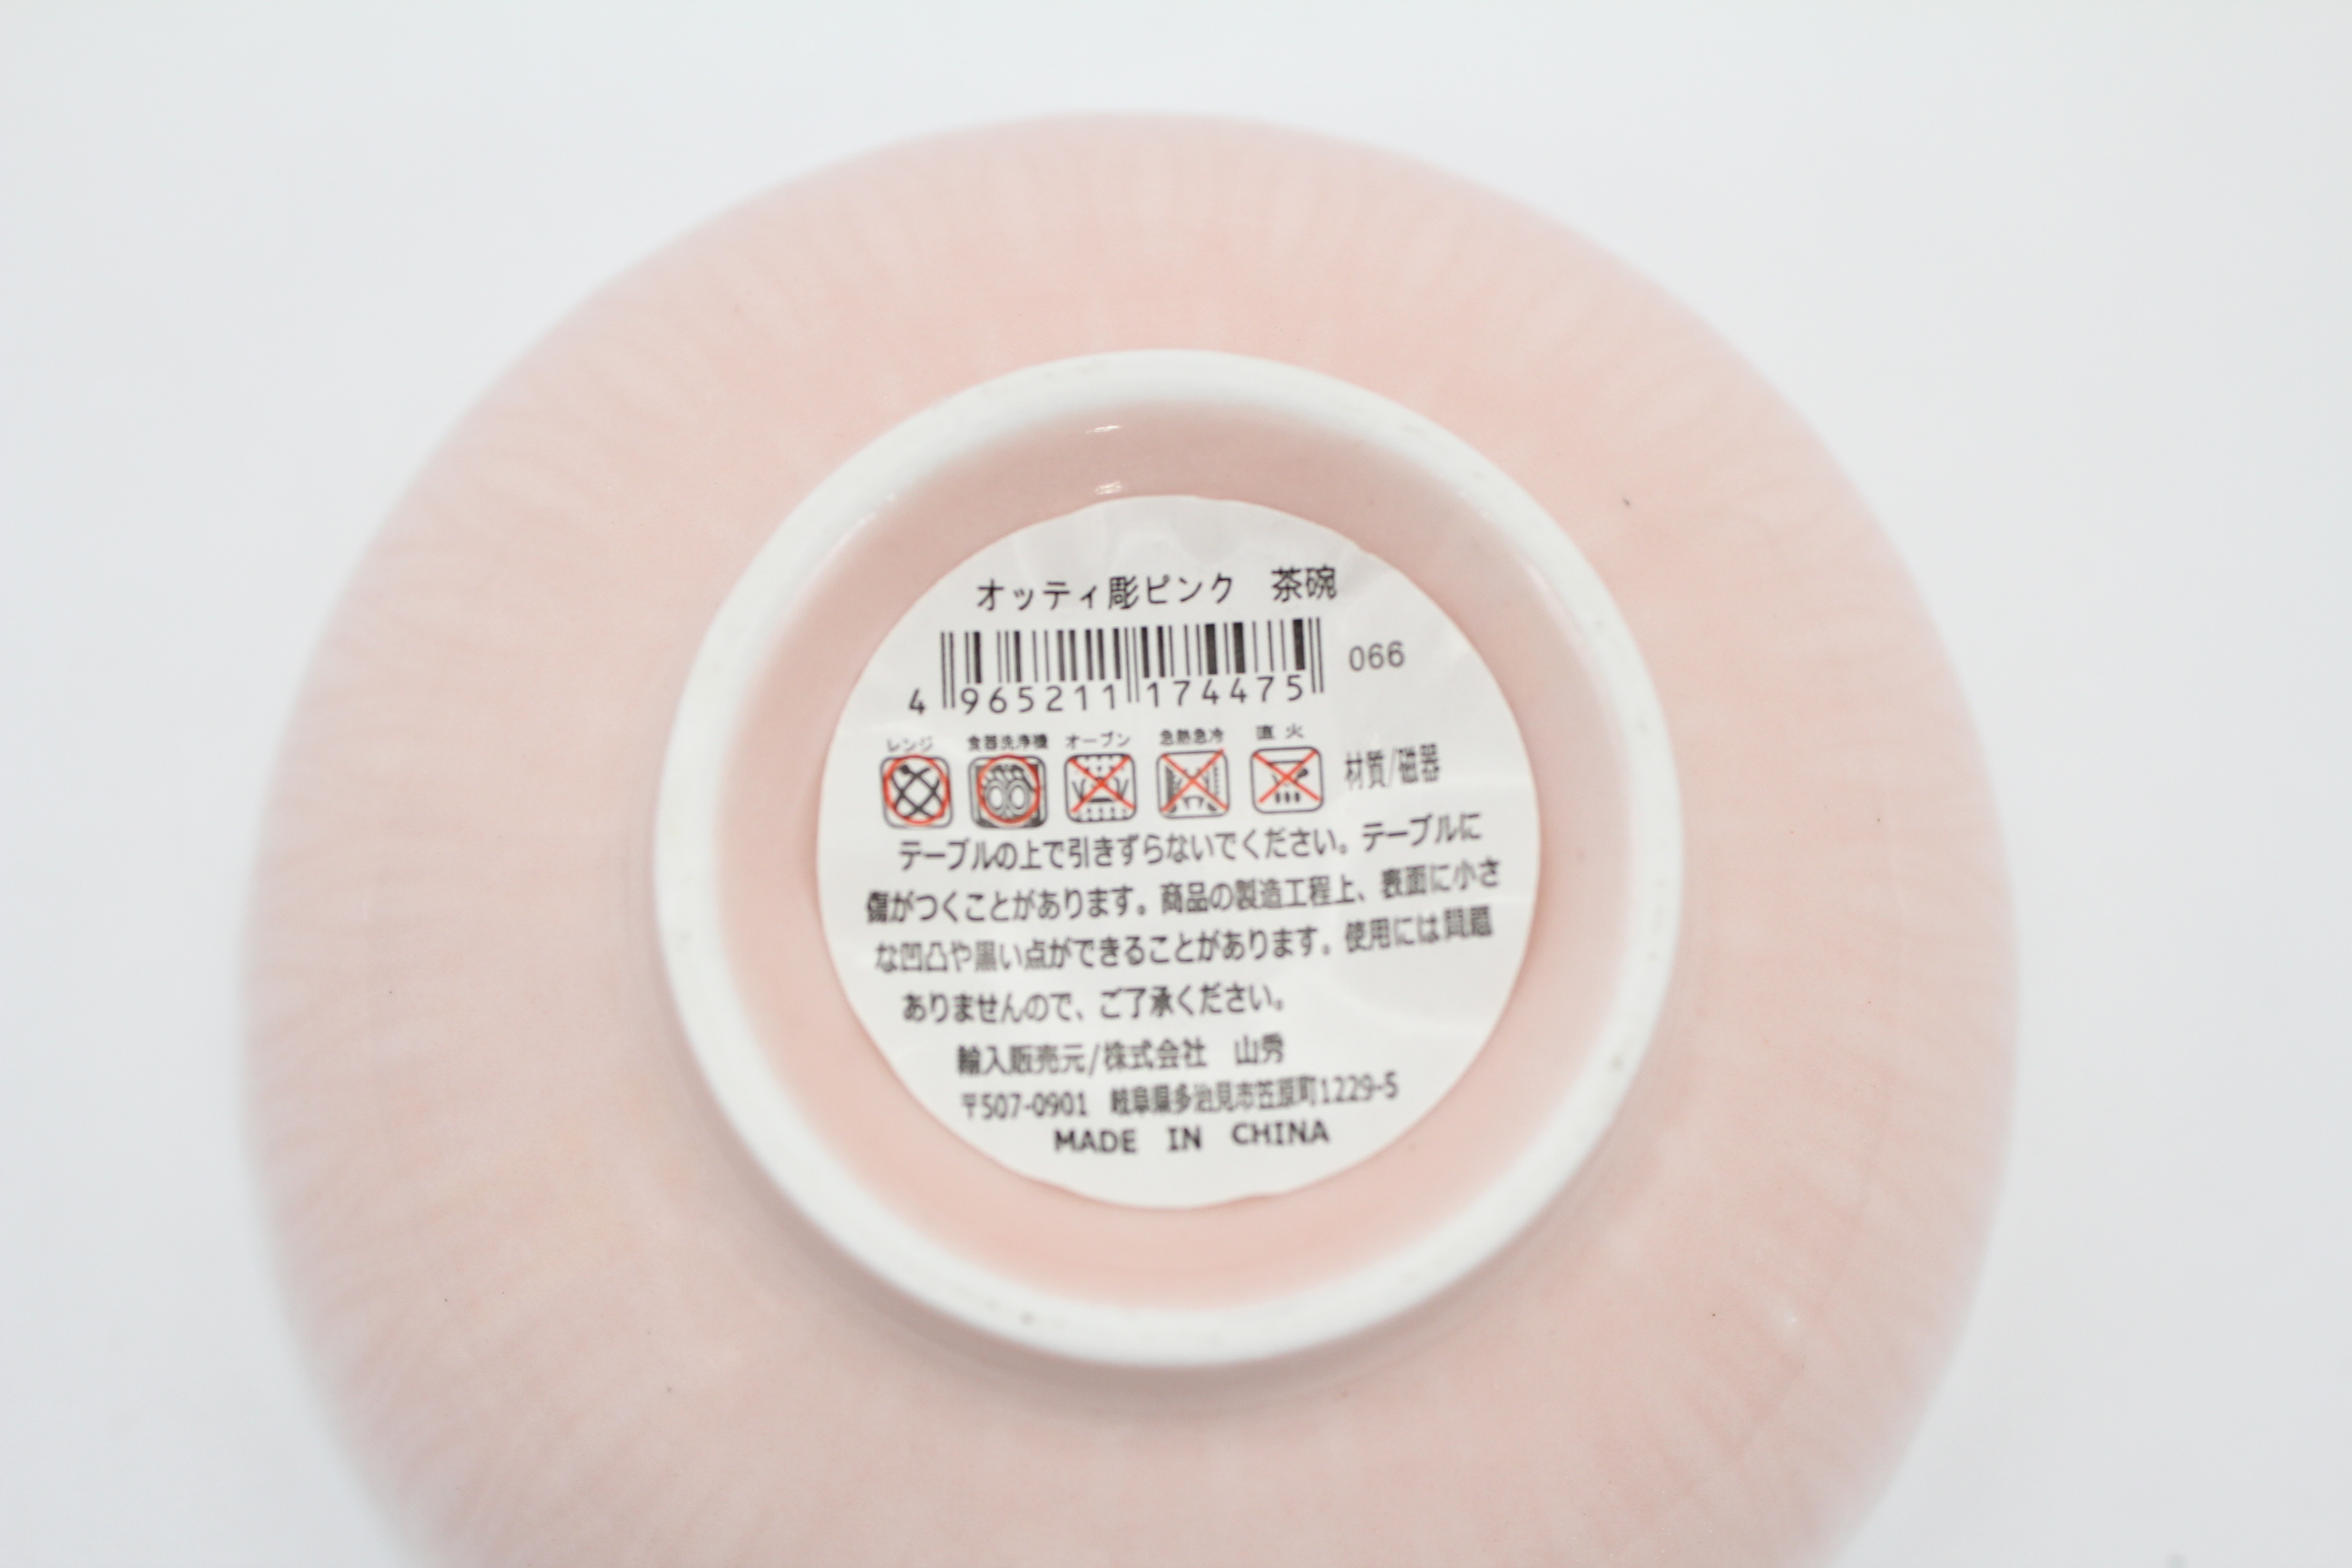 オッティ彫ピンク 茶碗
4 965211 174475 066
レンジ 食器洗浄機 オーブン 急熱急冷 直火
材質/磁器
テーブルの上で引きずらないでください。テーブルに
傷がつくことがあります。商品の製造工程上、表面に小さ
な凹凸や黒い点ができることがあります。使用には問題
ありませんので、ご了承ください。
輸入販売元/株式会社 山秀
〒507-0901 岐阜県多治見市笠原町1229-5
MADE IN CHINA